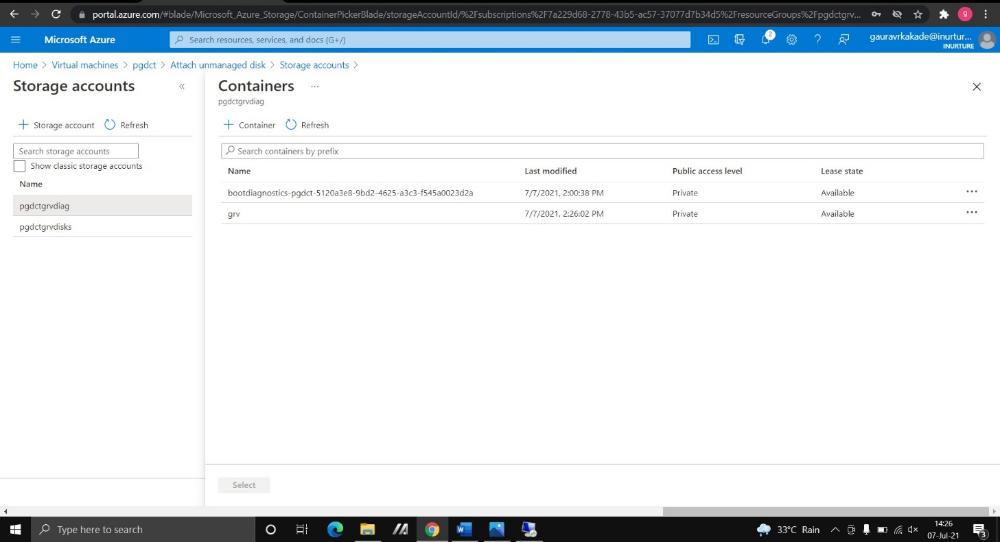 portal.azure.com/#blade/Microsoft_Azure_Storage/ContainerPickerBlade/storageAccountId/%2Fsubscriptions%2F7a229d68-2778-43b5-ac57-37077d7b34d5%2FresourceGroups%2Fpgdctgrv... g
Microsoft Azure Search resources, services, and docs (G+/) 2 gauravrkakade@inurtur...
INURTURE
Home > Virtual machines > pgdct > Attach unmanaged disk > Storage accounts >
Storage accounts « Containers ...
pgdctgrvdiag
+ Storage account Refresh + Container Refresh
Search storage accounts Search containers by prefix
Show classic storage accounts
Name Last modified Public access level Lease state
Name
bootdiagnostics-pgdct-5120a3e8-9bd2-4625-a3c3-f545a0023d2a 7/7/2021, 2:00:38 PM Private Available ...
pgdctgrvdiag
grv 7/7/2021, 2:26:02 PM Private Available ...
pgdctgrvdisks
Select
Type here to search 33°C Rain 14:26
07-Jul-21 3